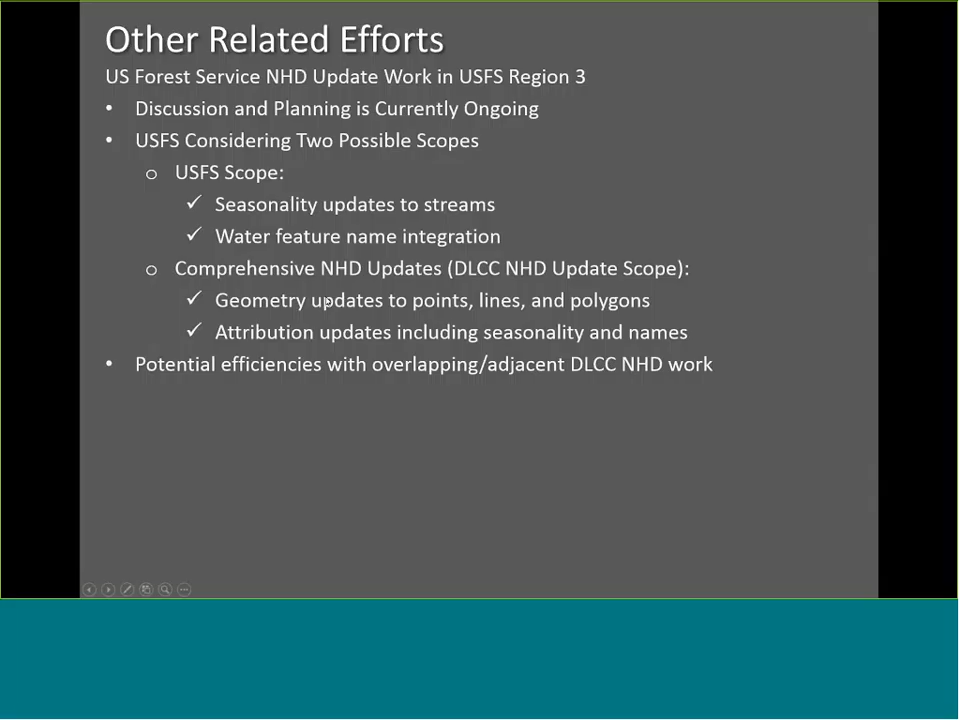 Other Related Efforts
US Forest Service NHD Update Work in USFS Region 3
• Discussion and Planning is Currently Ongoing
• USFS Considering Two Possible Scopes
o USFS Scope:
✓ Seasonality updates to streams
✓ Water feature name integration
o Comprehensive NHD Updates (DLCC NHD Update Scope):
✓ Geometry updates to points, lines, and polygons
✓ Attribution updates including seasonality and names
• Potential efficiencies with overlapping/adjacent DLCC NHD work